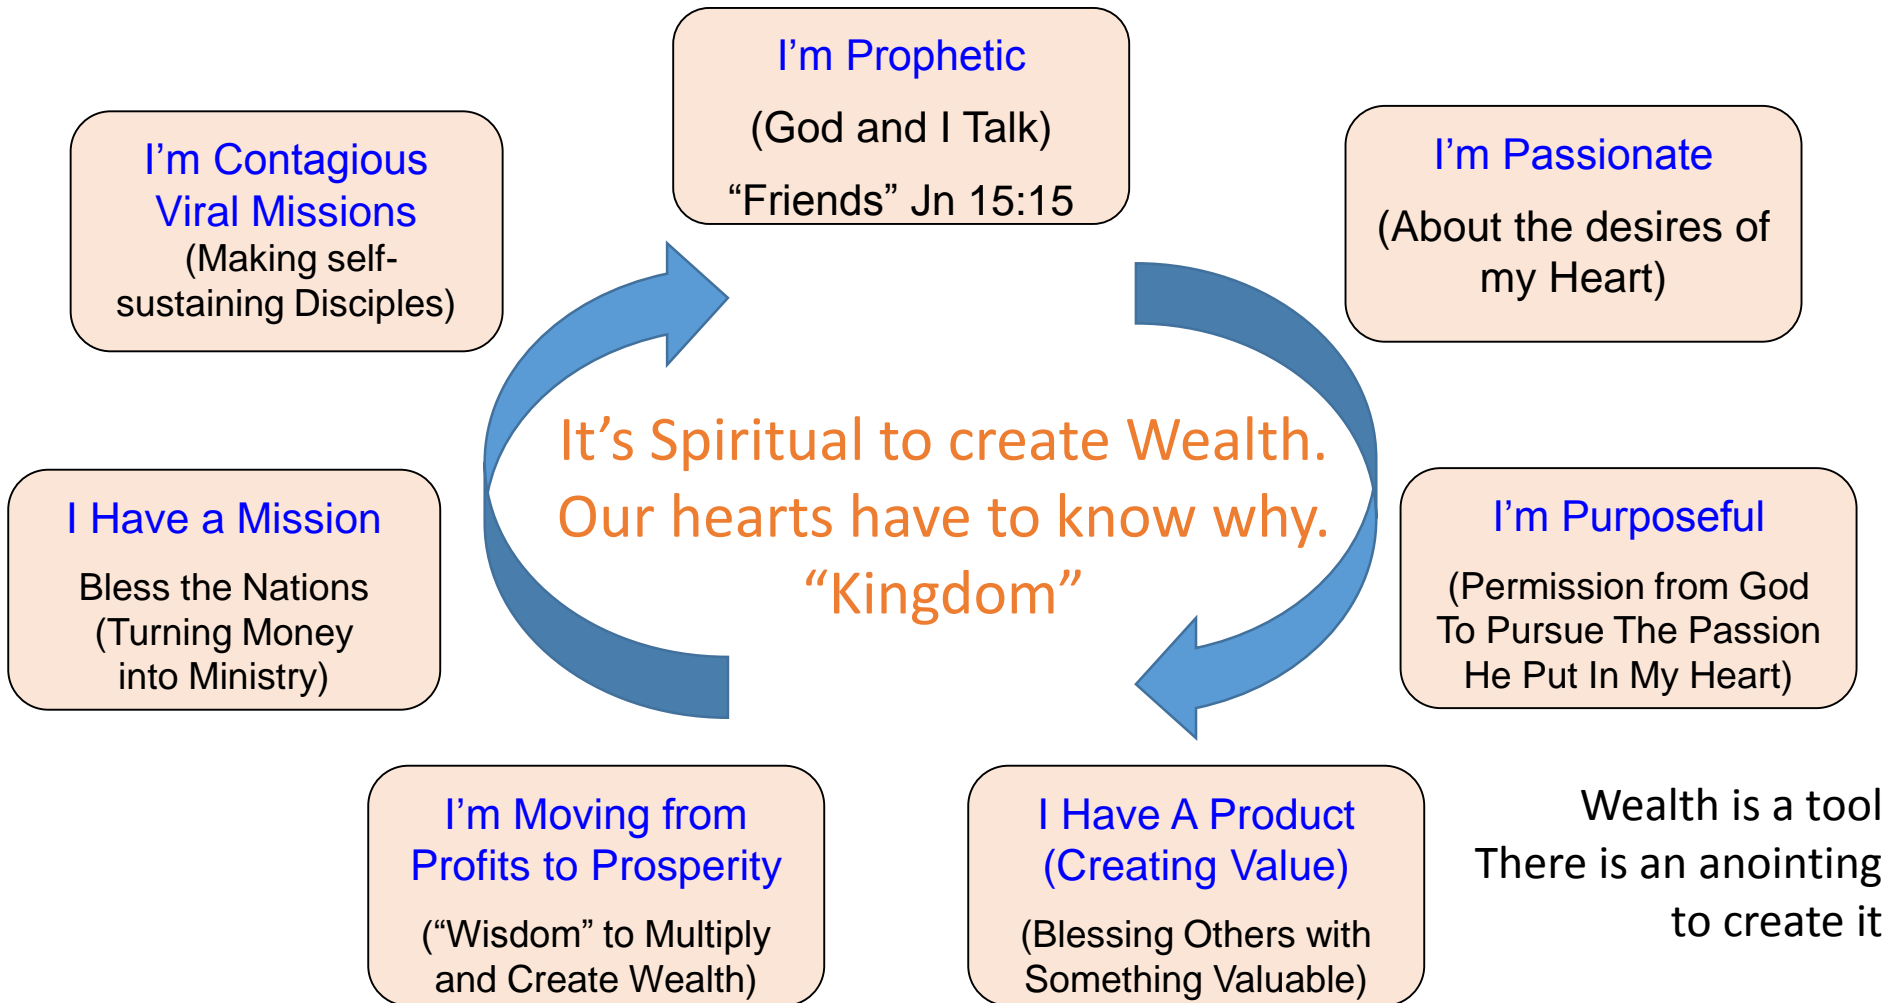 I’m Prophetic
(God and I Talk)
“Friends” Jn 15:15
I’m Passionate
(About the desires of
my Heart)
I’m Purposeful
(Permission from God
To Pursue The Passion
He Put In My Heart)
I Have A Product
(Creating Value)
(Blessing Others with
Something Valuable)
I’m Moving from
Profits to Prosperity
(“Wisdom” to Multiply
and Create Wealth)
I Have a Mission
Bless the Nations
(Turning Money
into Ministry)
I’m Contagious
Viral Missions
(Making self-
sustaining Disciples)
It’s Spiritual to create Wealth.
Our hearts have to know why.
“Kingdom”
Wealth is a tool
There is an anointing
to create it